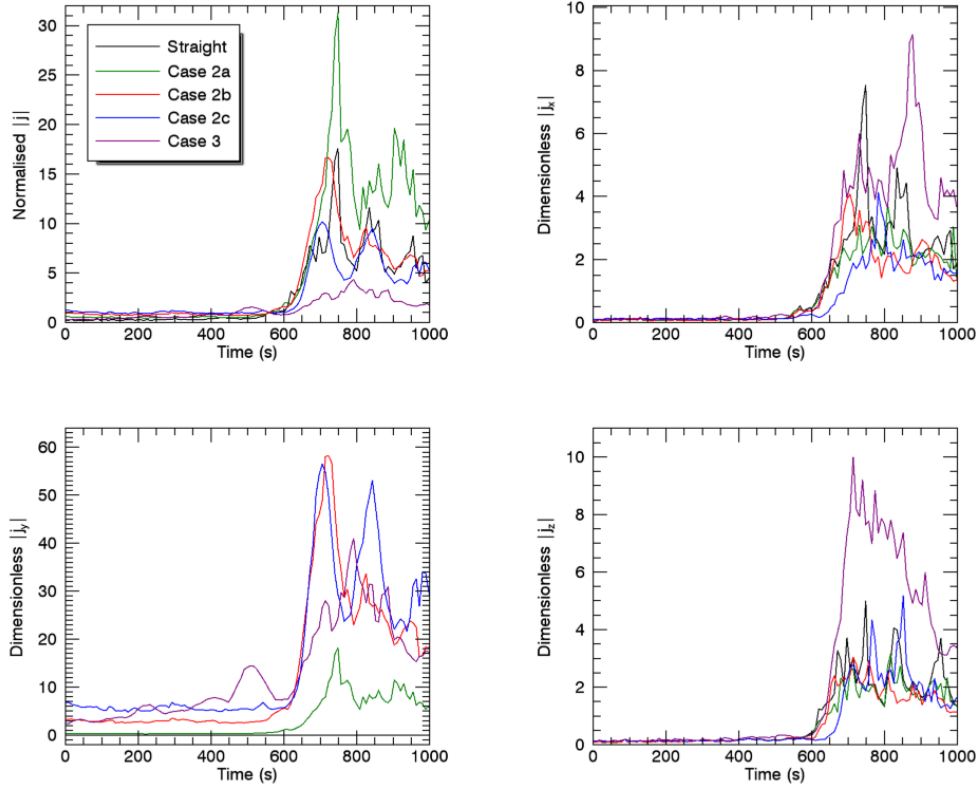 Normalised |j|
35
30
25
20
15
10
5
0
Straight
Case 2a
Case 2b
Case 2c
Case 3
0 200 400 600 800 1000
Time (s)
Dimensionless |jx|
10
8
6
4
2
0
0 200 400 600 800 1000
Time (s)
Dimensionless |jy|
60
50
40
30
20
10
0
0 200 400 600 800 1000
Time (s)
Dimensionless |jz|
10
8
6
4
2
0
0 200 400 600 800 1000
Time (s)